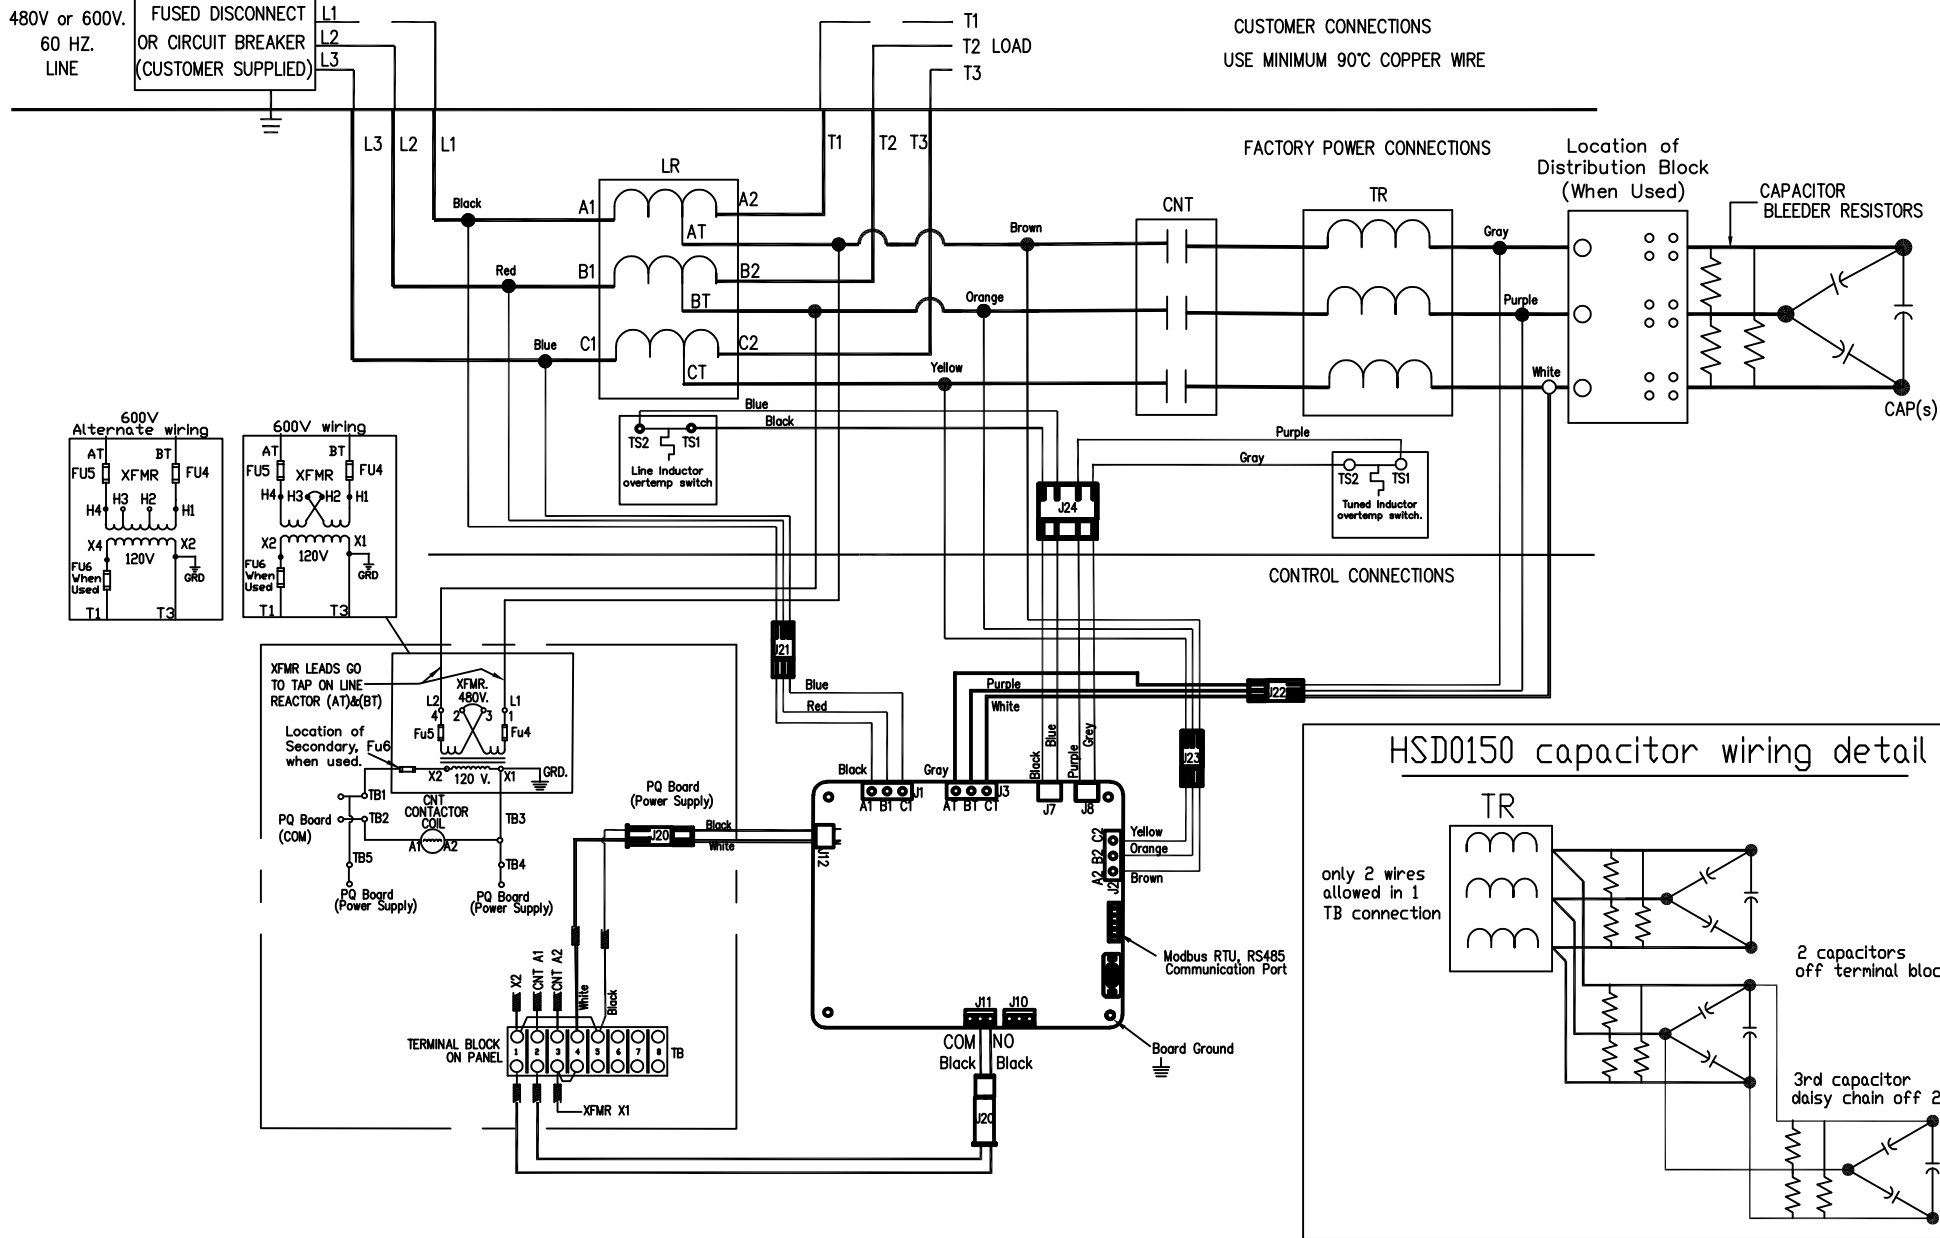 480V or 600V.
60 HZ.
LINE
FUSED DISCONNECT
OR CIRCUIT BREAKER
(CUSTOMER SUPPLIED)
L1
L2
L3
T1
T2 LOAD
T3
CUSTOMER CONNECTIONS
USE MINIMUM 90°C COPPER WIRE
L3
L2
L1
T1
T2
T3
FACTORY POWER CONNECTIONS
Location of
Distribution Block
(When Used)
CAPACITOR
BLEEDER RESISTORS
LR
Black
A1
A2
AT
Brown
CNT
TR
Gray
Red
B1
B2
BT
Orange
Purple
Blue
C1
C2
CT
Yellow
White
CAP(s)
Blue
Black
TS2
TS1
Line Inductor
overtemp switch
Purple
Gray
TS2
TS1
Tuned Inductor
overtemp switch.
J24
600V
Alternate wiring
AT
BT
FU5
XFMR
FU4
H3
H2
H4
H1
X4
X2
120V
FU6
When
Used
GRD
T1
T3
600V wiring
AT
BT
FU5
XFMR
FU4
H4
H3
H2
H1
X2
X1
120V
FU6
When
Used
GRD
T1
T3
CONTROL CONNECTIONS
J21
XFMR LEADS GO
TO TAP ON LINE
REACTOR (AT)&(BT)
XFMR.
480V.
L2
L1
4
2
3
1
Fu5
Fu4
Location of
Secondary, Fu6
when used.
X2
120 V.
X1
GRD.
TB1
PQ Board
(COM)
TB2
CNT
CONTACTOR
COIL
A1
A2
TB3
TB5
TB4
PQ Board
(Power Supply)
PQ Board
(Power Supply)
PQ Board
(Power Supply)
J20
Black
White
J12
Blue
Red
Black
A1 B1 C1
J1
Purple
White
Gray
AT BT CT
J3
J22
Black
Blue
Purple
Grey
J7
J8
J23
C2
B2
A2
J2
Yellow
Orange
Brown
Modbus RTU, RS485
Communication Port
Board Ground
J11
J10
COM
NO
Black
Black
J20
X2
CNT A1
CNT A2
White
Black
TERMINAL BLOCK
ON PANEL
1
2
3
4
5
6
7
8
TB
XFMR X1
HSD0150 capacitor wiring detail
TR
only 2 wires
allowed in 1
TB connection
2 capacitors
off terminal bloc
3rd capacitor
daisy chain off 2